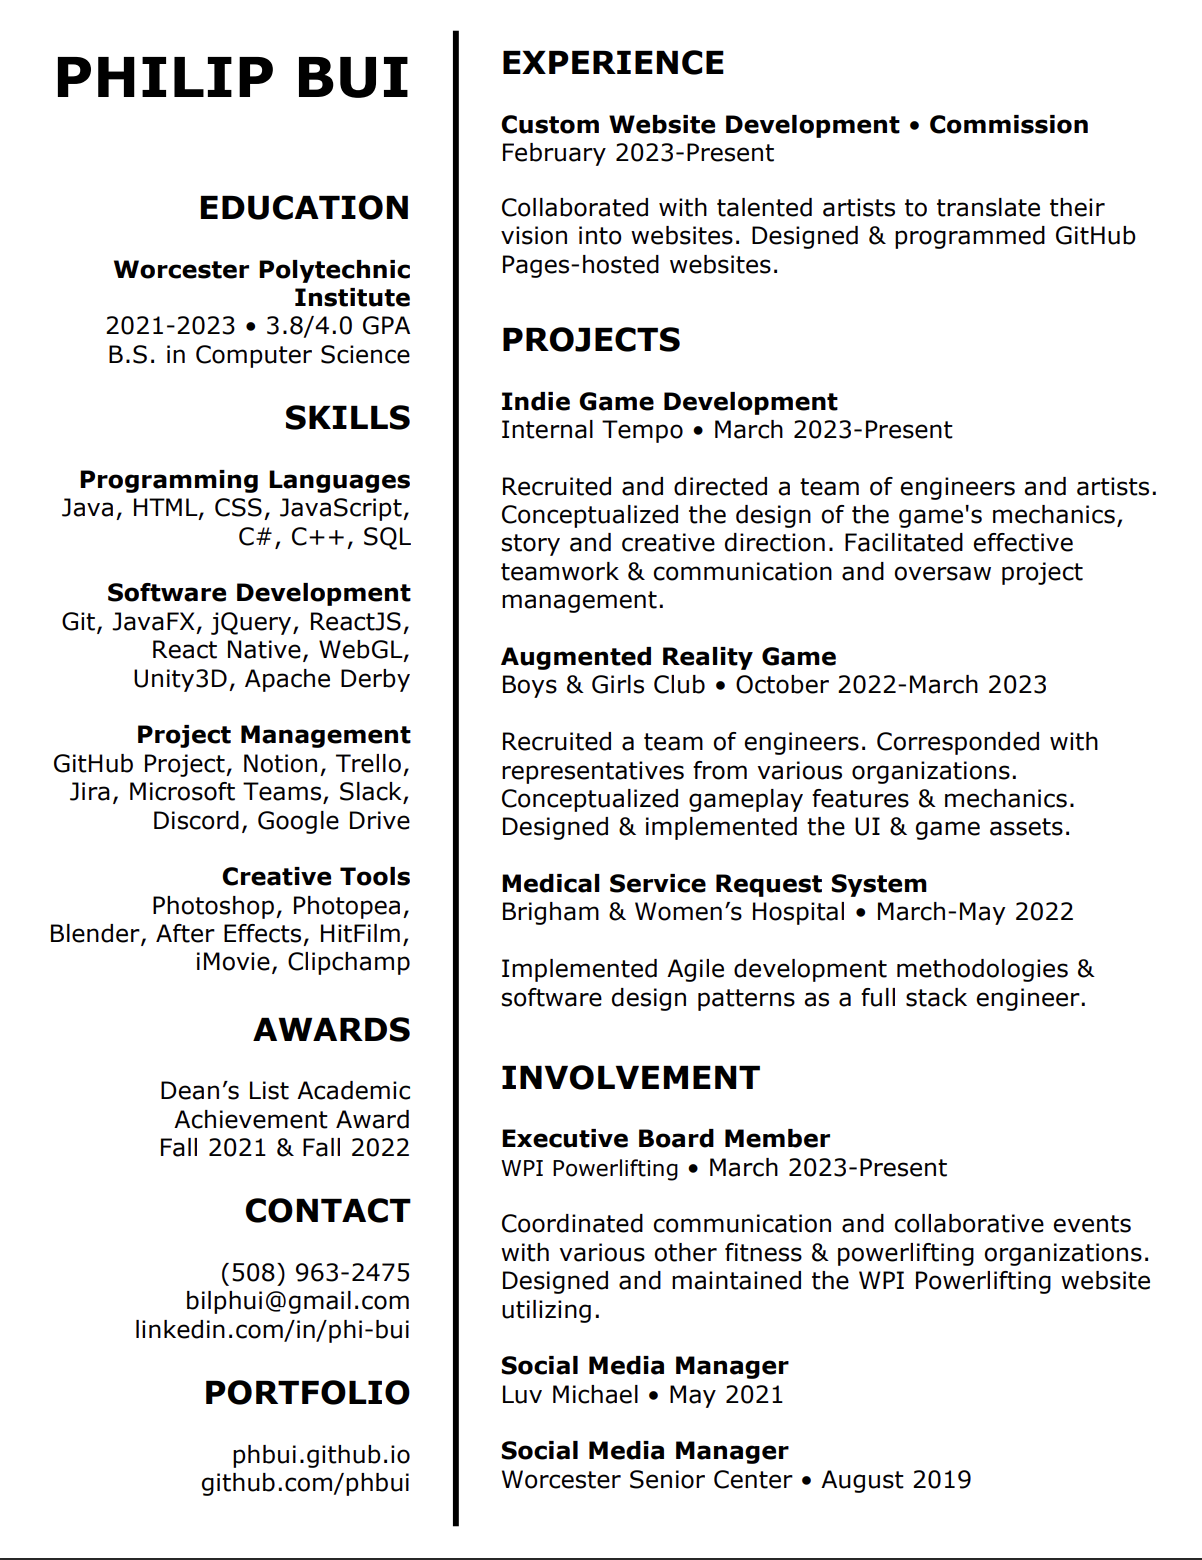 PHILIP BUI
EDUCATION
Worcester Polytechnic
Institute
2021-2023 • 3.8/4.0 GPA
B.S. in Computer Science
SKILLS
Programming Languages
Java, HTML, CSS, JavaScript,
C#, C++, SQL
Software Development
Git, JavaFX, jQuery, ReactJS,
React Native, WebGL,
Unity3D, Apache Derby
Project Management
GitHub Project, Notion, Trello,
Jira, Microsoft Teams, Slack,
Discord, Google Drive
Creative Tools
Photoshop, Photopea,
Blender, After Effects, HitFilm,
iMovie, Clipchamp
AWARDS
Dean’s List Academic
Achievement Award
Fall 2021 & Fall 2022
CONTACT
(508) 963-2475
bilphui@gmail.com
linkedin.com/in/phi-bui
PORTFOLIO
phbui.github.io
github.com/phbui
EXPERIENCE
Custom Website Development • Commission
February 2023-Present
Collaborated with talented artists to translate their
vision into websites. Designed & programmed GitHub
Pages-hosted websites.
PROJECTS
Indie Game Development
Internal Tempo • March 2023-Present
Recruited and directed a team of engineers and artists.
Conceptualized the design of the game's mechanics,
story and creative direction. Facilitated effective
teamwork & communication and oversaw project
management.
Augmented Reality Game
Boys & Girls Club • October 2022-March 2023
Recruited a team of engineers. Corresponded with
representatives from various organizations.
Conceptualized gameplay features & mechanics.
Designed & implemented the UI & game assets.
Medical Service Request System
Brigham & Women’s Hospital • March-May 2022
Implemented Agile development methodologies &
software design patterns as a full stack engineer.
INVOLVEMENT
Executive Board Member
WPI Powerlifting • March 2023-Present
Coordinated communication and collaborative events
with various other fitness & powerlifting organizations.
Designed and maintained the WPI Powerlifting website
utilizing.
Social Media Manager
Luv Michael • May 2021
Social Media Manager
Worcester Senior Center • August 2019